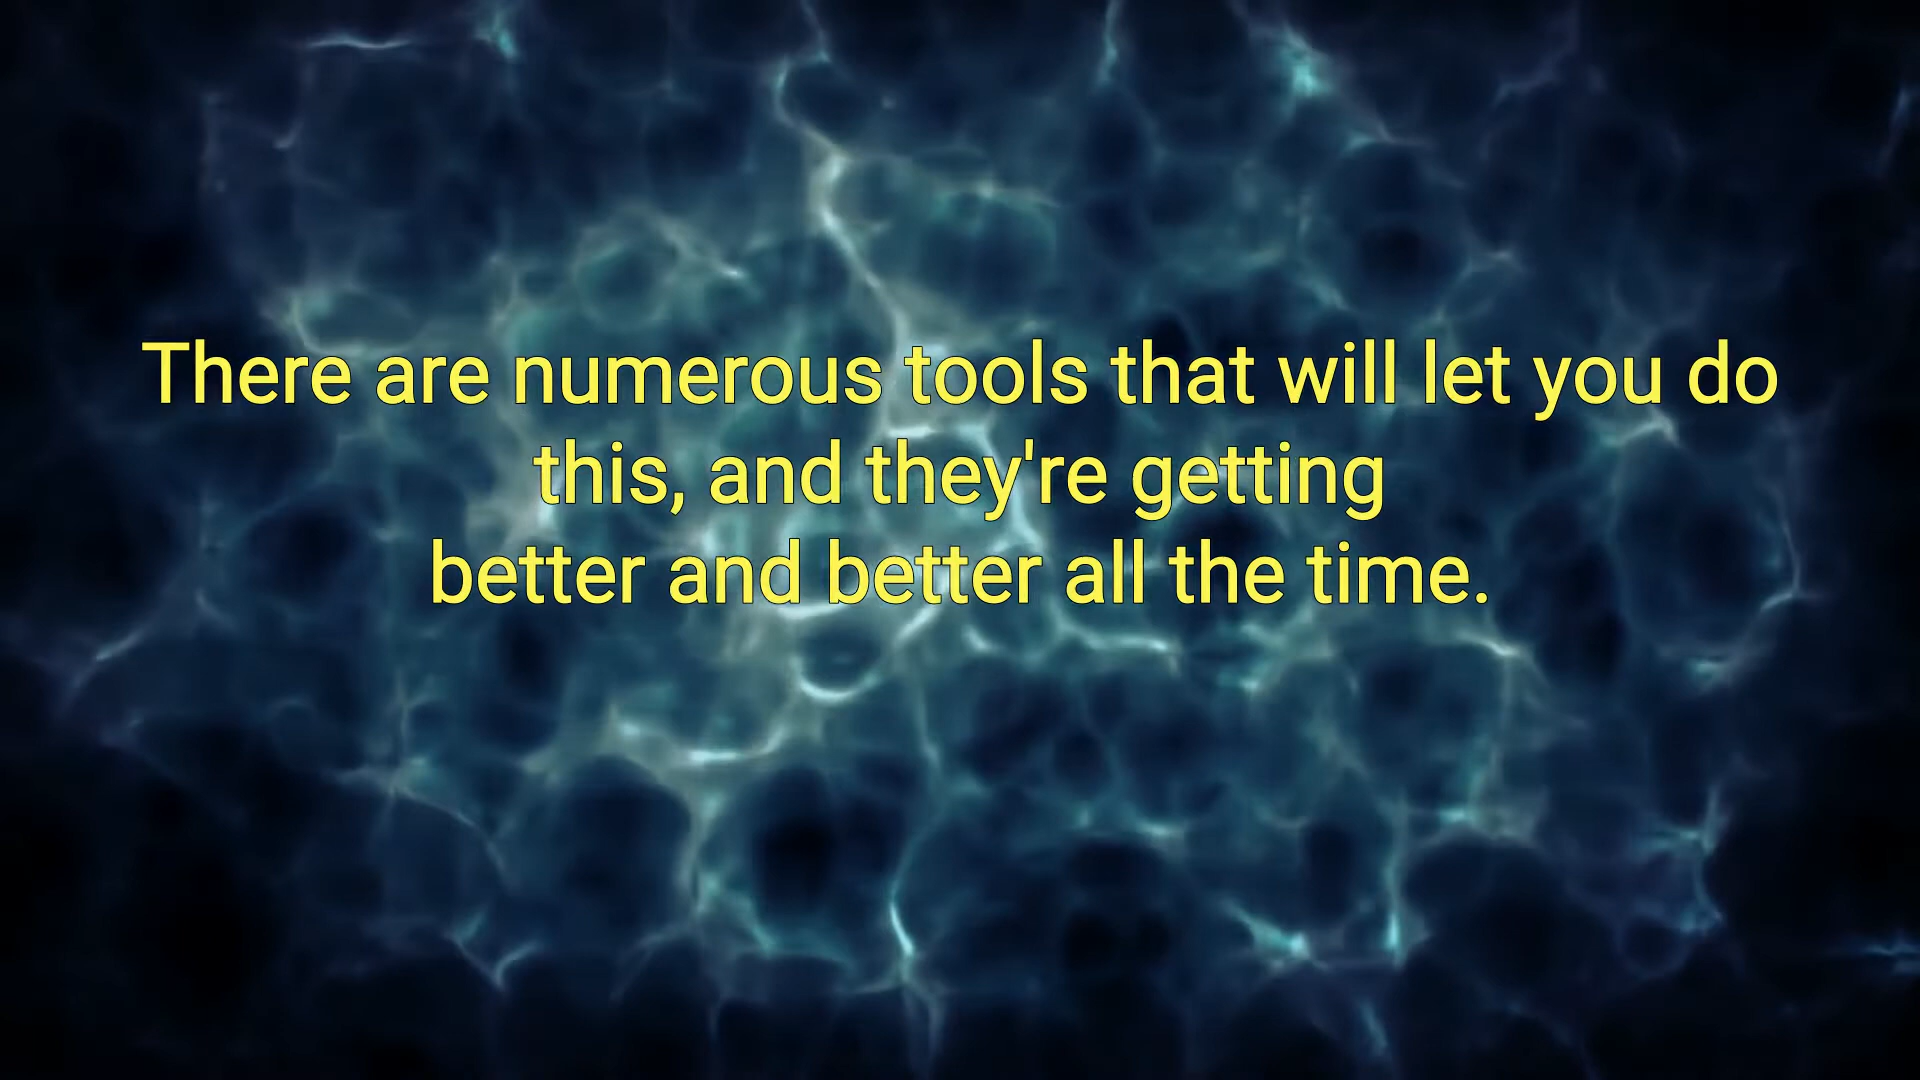 There are numerous tools that will let you do
this, and they're getting
better and better all the time.